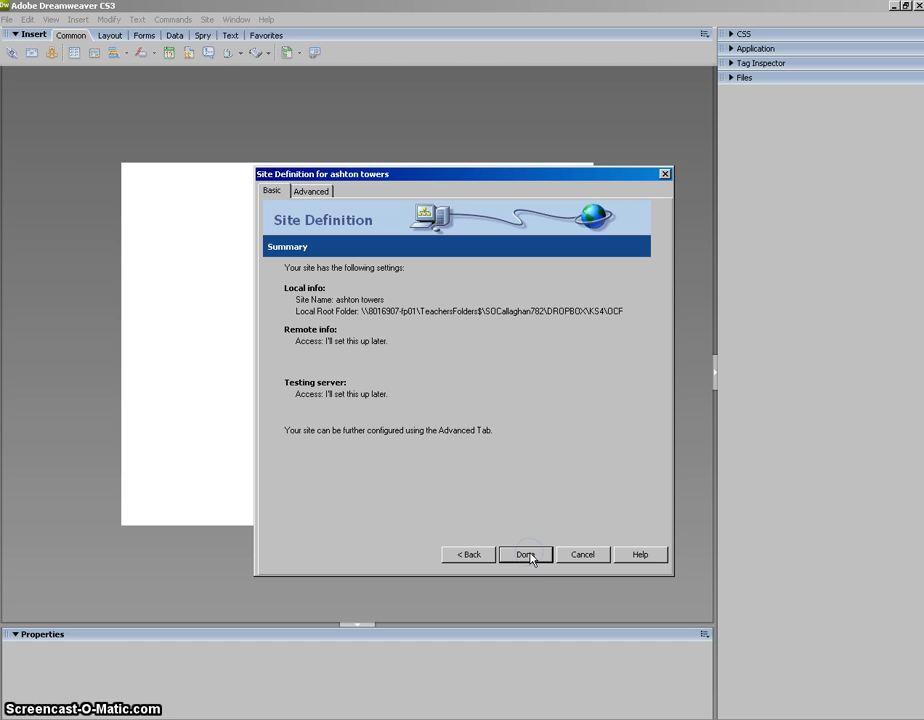 Dw Adobe Dreamweaver CS3
File Edit View Insert Modify Text Commands Site Window Help
Insert Common Layout Forms Data Spry Text Favorites
CSS
Application
Tag Inspector
Files
Site Definition for ashton towers
Basic Advanced
Site Definition
Summary
Your site has the following settings:
Local info:
Site Name: ashton towers
Local Root Folder: \\8016907-fp01\TeachersFolders$\SOCallaghan782\DROPBOX\KS4\OCF
Remote info:
Access: I'll set this up later.
Testing server:
Access: I'll set this up later.
Your site can be further configured using the Advanced Tab.
< Back Done Cancel Help
Properties
Screencast-O-Matic.com